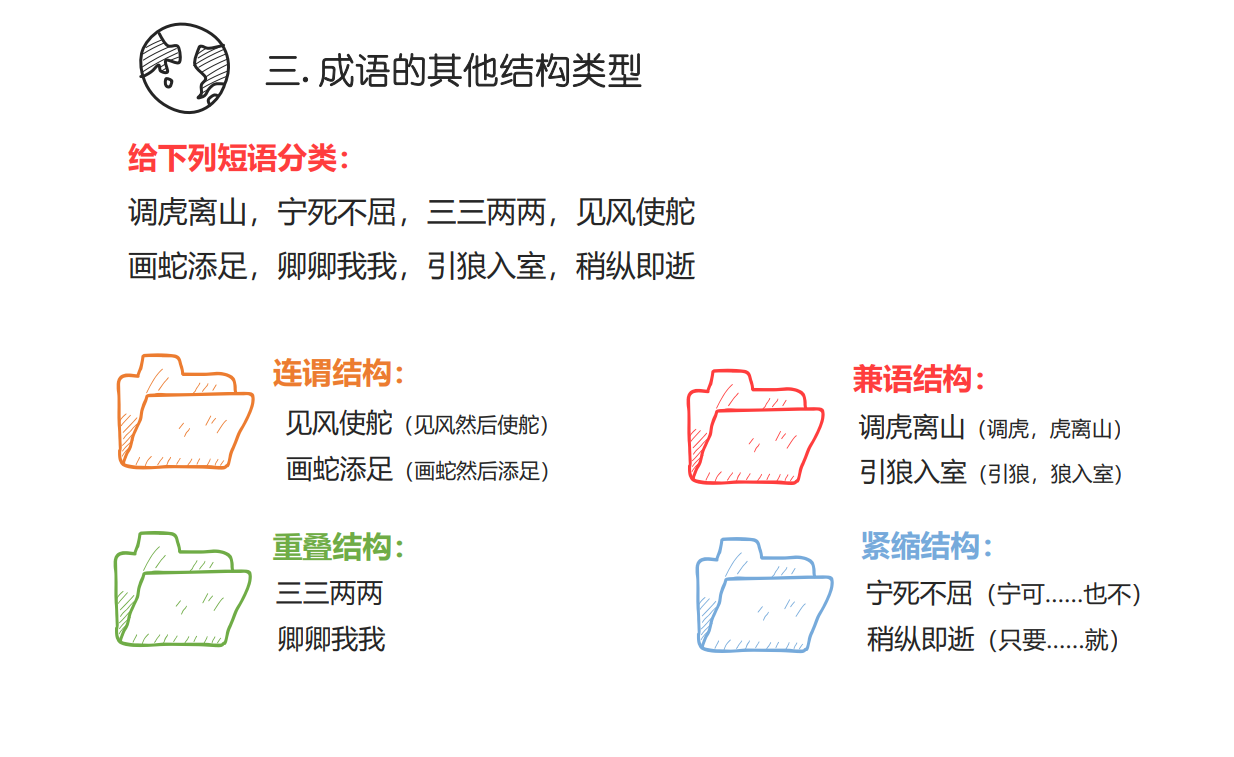 三. 成语的其他结构类型
给下列短语分类：
调虎离山，宁死不屈，三三两两，见风使舵
画蛇添足，卿卿我我，引狼入室，稍纵即逝
连谓结构：
见风使舵（见风然后使舵）
画蛇添足（画蛇然后添足）
兼语结构：
调虎离山（调虎，虎离山）
引狼入室（引狼，狼入室）
重叠结构：
三三两两
卿卿我我
紧缩结构：
宁死不屈（宁可……也不）
稍纵即逝（只要……就）